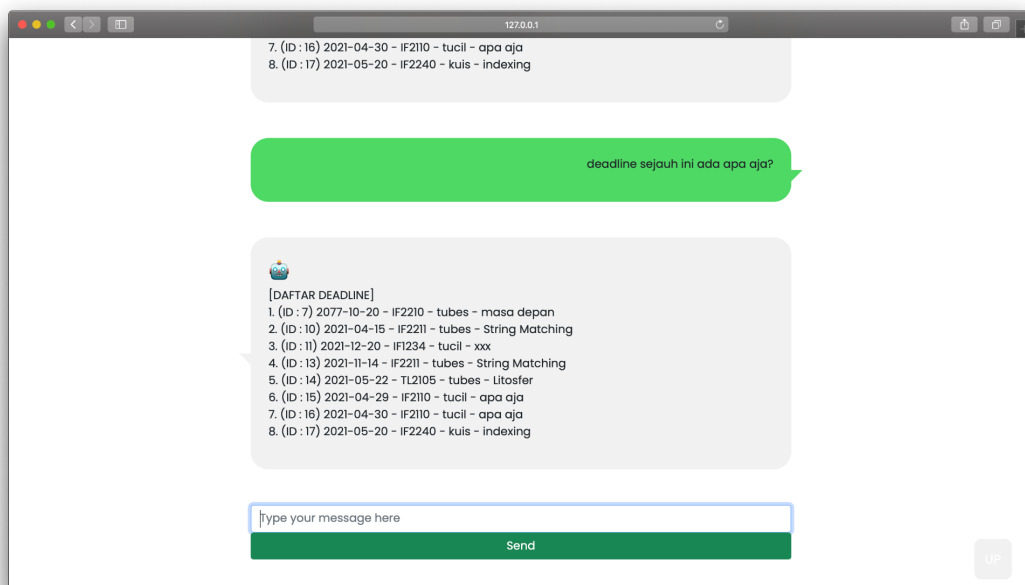 127.0.0.1
7. (ID : 16) 2021-04-30 - IF2110 - tucil - apa aja
8. (ID : 17) 2021-05-20 - IF2240 - kuis - indexing
deadline sejauh ini ada apa aja?
[DAFTAR DEADLINE]
1. (ID : 7) 2077-10-20 - IF2210 - tubes - masa depan
2. (ID : 10) 2021-04-15 - IF2211 - tubes - String Matching
3. (ID : 11) 2021-12-20 - IF1234 - tucil - xxx
4. (ID : 13) 2021-11-14 - IF2211 - tubes - String Matching
5. (ID : 14) 2021-05-22 - TL2105 - tubes - Litosfer
6. (ID : 15) 2021-04-29 - IF2110 - tucil - apa aja
7. (ID : 16) 2021-04-30 - IF2110 - tucil - apa aja
8. (ID : 17) 2021-05-20 - IF2240 - kuis - indexing
Type your message here
Send
UP